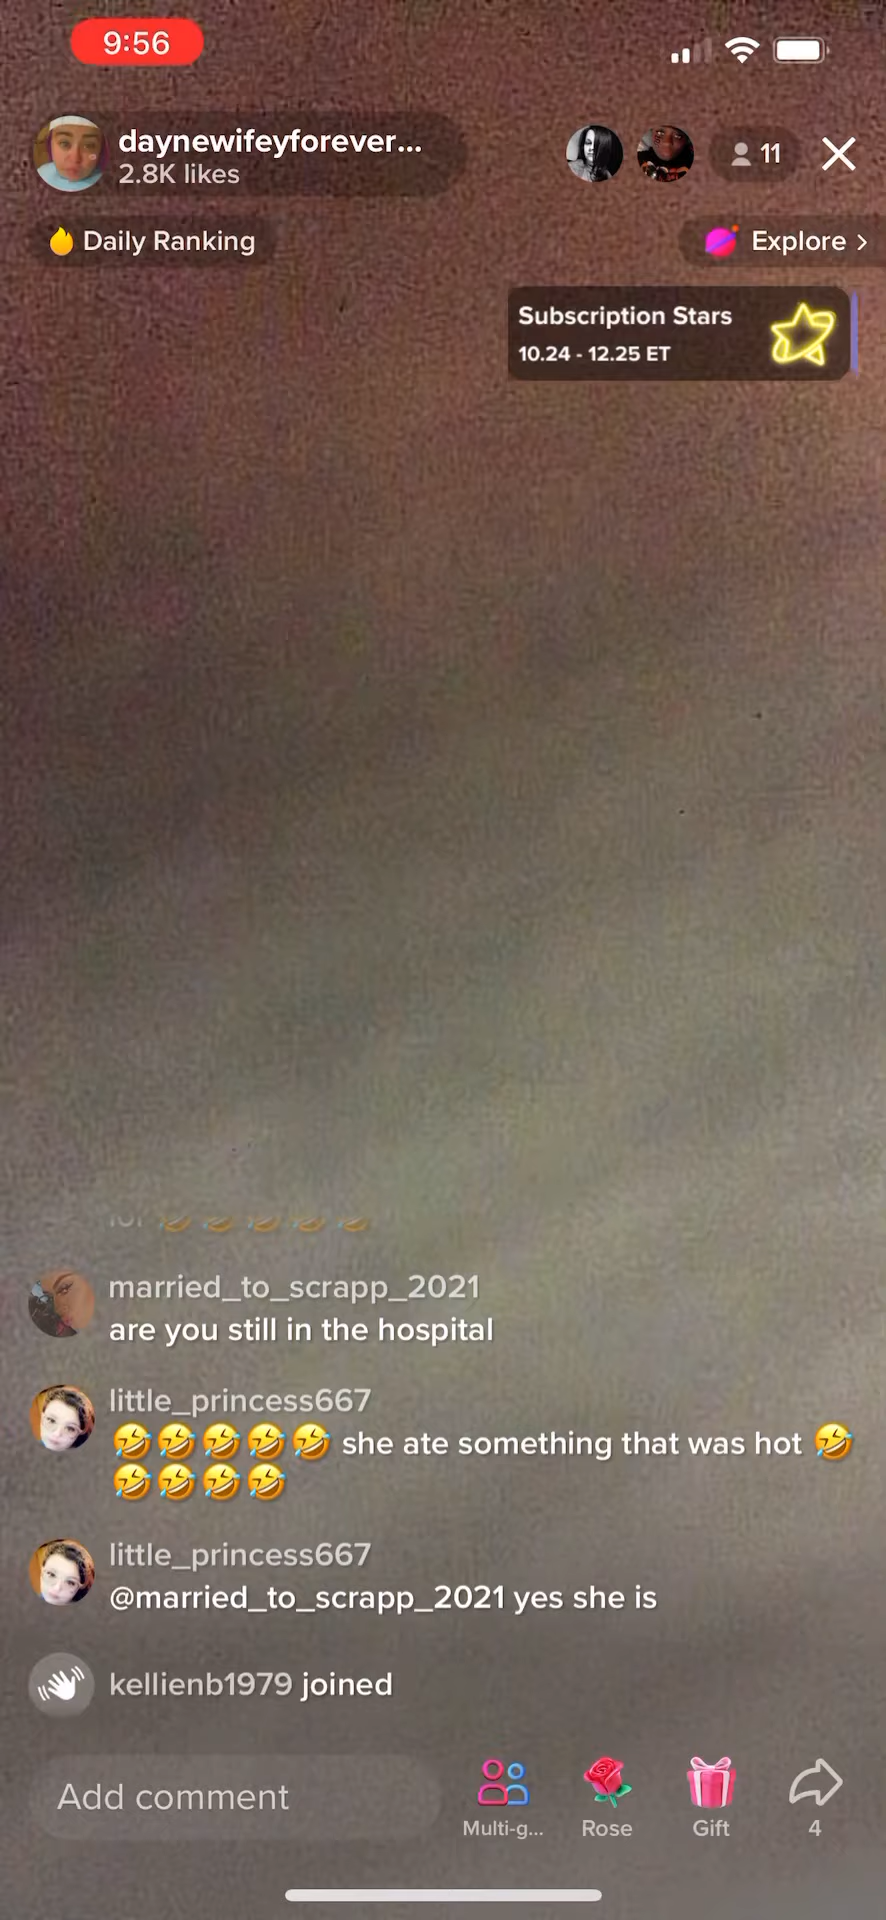 9:56
daynewifeyforever...
2.8K likes
11
Daily Ranking
Explore >
Subscription Stars
10.24 - 12.25 ET
married_to_scrapp_2021
are you still in the hospital
little_princess667
🤣🤣🤣🤣🤣 she ate something that was hot 🤣
🤣🤣🤣🤣
little_princess667
@married_to_scrapp_2021 yes she is
kellienb1979 joined
Add comment
Multi-g...
Rose
Gift
4